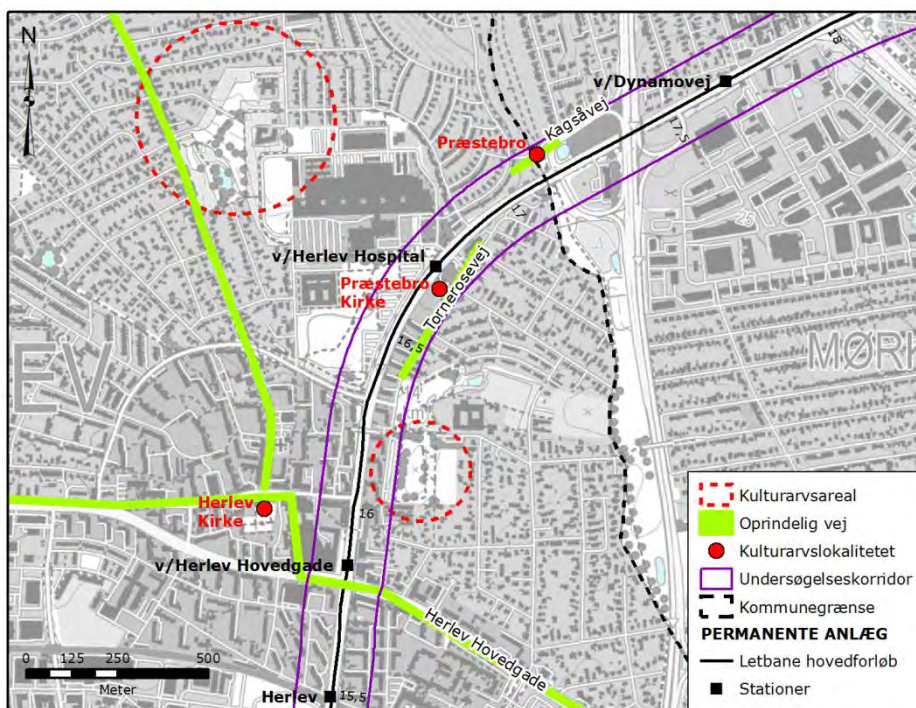 N
v/Dynamovej
18
Kagsåvej
Præstebro
17,5
17
v/Herlev Hospital
Præstebro
Kirke
Tornerosevej
16,5
EV
MØRK
Herlev
Kirke
16
v/Herlev Hovedgade
Herlev Hovedgade
0 125 250 500
Meter
Herlev
15,5
Kulturarvsareal
Oprindelig vej
Kulturarvslokalitetet
Undersøgelseskorridor
Kommunegrænse
PERMANENTE ANLÆG
Letbane hovedforløb
Stationer